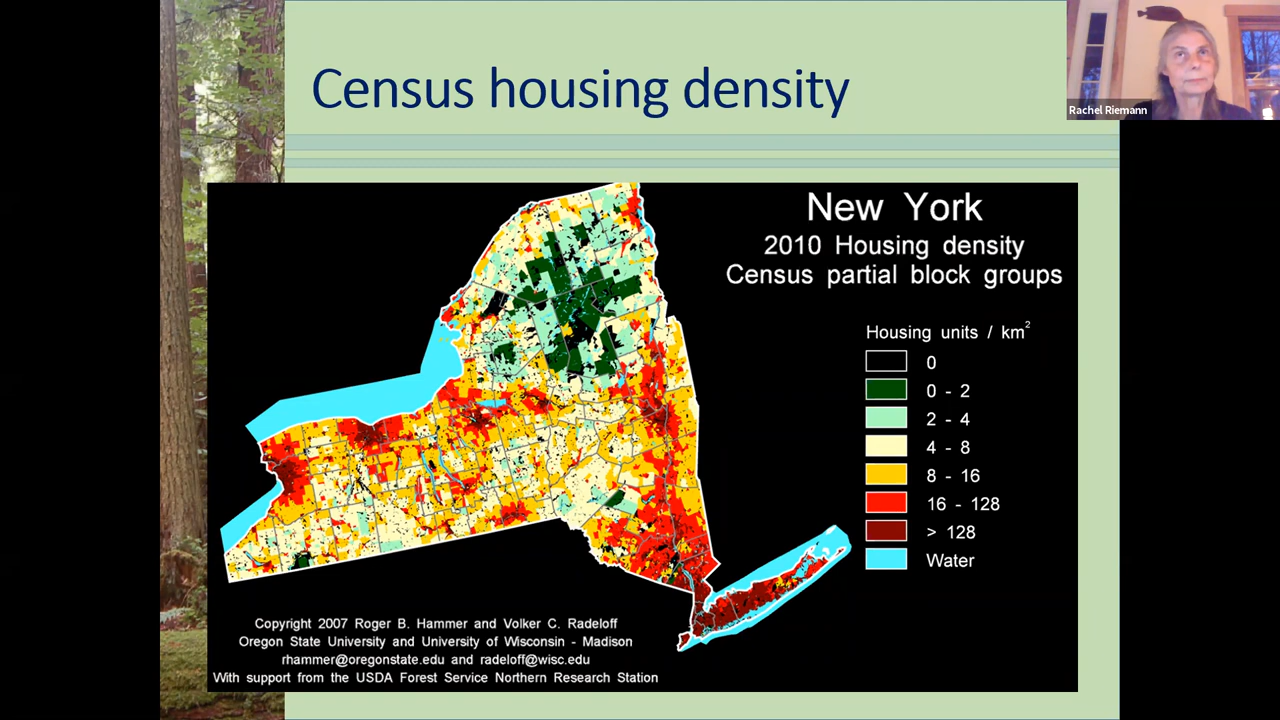 Census housing density
Rachel Riemann
New York
2010 Housing density
Census partial block groups
Housing units / km²
0
0 - 2
2 - 4
4 - 8
8 - 16
16 - 128
> 128
Water
Copyright 2007 Roger B. Hammer and Volker C. Radeloff
Oregon State University and University of Wisconsin - Madison
rhammer@oregonstate.edu and radeloff@wisc.edu
With support from the USDA Forest Service Northern Research Station